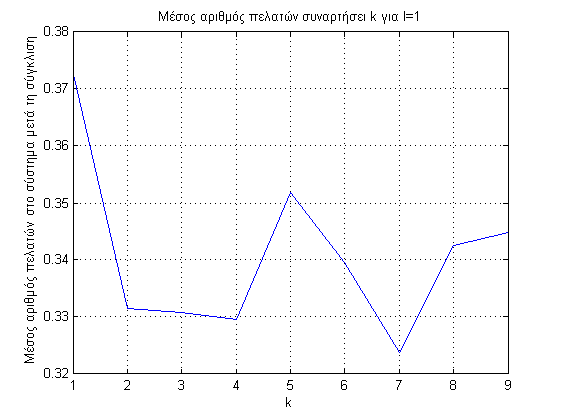 Μέσος αριθμός πελατών συναρτήσει k για l=1
Μέσος αριθμός πελατών στο σύστημα μετά τη σύγκλιση
0.38
0.37
0.36
0.35
0.34
0.33
0.32
1 2 3 4 5 6 7 8 9
k